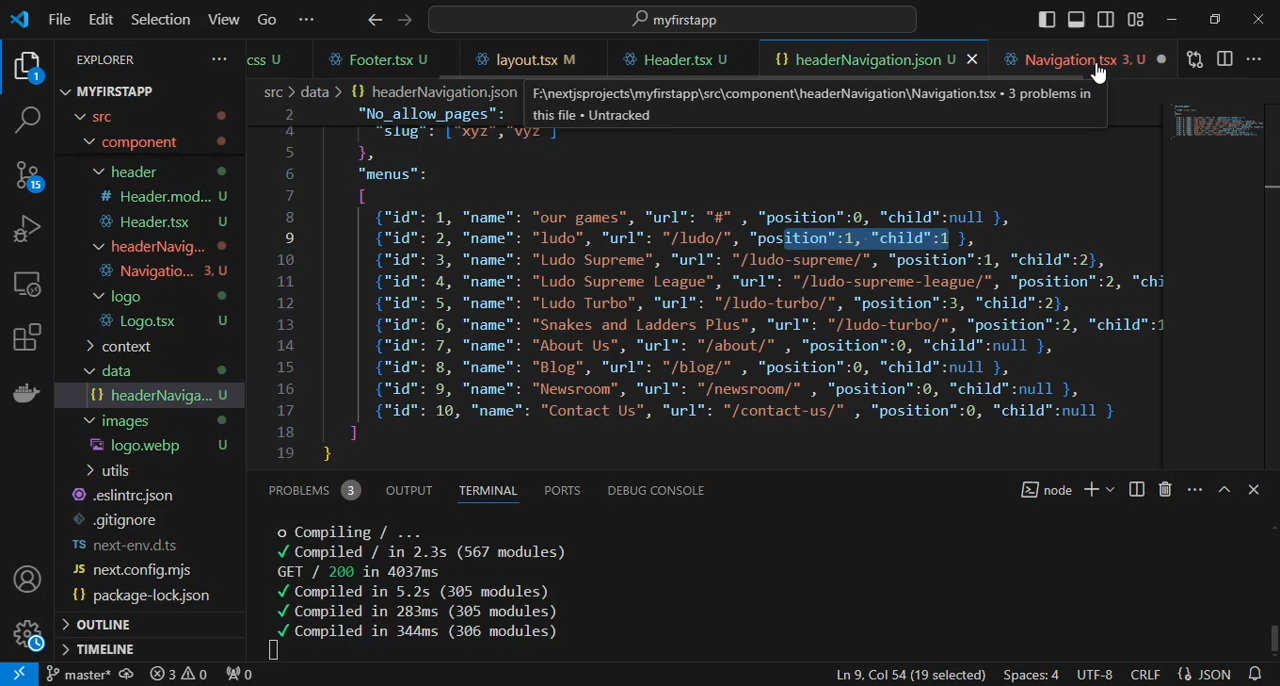 File Edit Selection View Go ··· myfirstapp
EXPLORER ···
css U Footer.tsx U layout.tsx M Header.tsx U {} headerNavigation.json U Navigation.tsx 3, U
MYFIRSTAPP
src > data > {} headerNavigation.json
F:\nextjsprojects\myfirstapp\src\component\headerNavigation\Navigation.tsx • 3 problems in
this file • Untracked
2 "No_allow_pages":
4 "slug": ["xyz","vyz"]
5 },
6 "menus":
7 [
8 {"id": 1, "name": "our games", "url": "#" , "position":0, "child":null },
9 {"id": 2, "name": "ludo", "url": "/ludo/", "position":1, "child":1 },
10 {"id": 3, "name": "Ludo Supreme", "url": "/ludo-supreme/", "position":1, "child":2},
11 {"id": 4, "name": "Ludo Supreme League", "url": "/ludo-supreme-league/", "position":2, "chi
12 {"id": 5, "name": "Ludo Turbo", "url": "/ludo-turbo/", "position":3, "child":2},
13 {"id": 6, "name": "Snakes and Ladders Plus", "url": "/ludo-turbo/", "position":2, "child":1
14 {"id": 7, "name": "About Us", "url": "/about/" , "position":0, "child":null },
15 {"id": 8, "name": "Blog", "url": "/blog/" , "position":0, "child":null },
16 {"id": 9, "name": "Newsroom", "url": "/newsroom/" , "position":0, "child":null },
17 {"id": 10, "name": "Contact Us", "url": "/contact-us/" , "position":0, "child":null }
18 ]
19 }
src
component
header
# Header.mod... U
Header.tsx U
headerNavig...
Navigatio... 3, U
logo
Logo.tsx U
context
data
{} headerNaviga... U
images
logo.webp U
utils
.eslintrc.json
.gitignore
TS next-env.d.ts
JS next.config.mjs
{} package-lock.json
OUTLINE
TIMELINE
1
15
PROBLEMS 3 OUTPUT TERMINAL PORTS DEBUG CONSOLE node
o Compiling / ...
✓ Compiled / in 2.3s (567 modules)
GET / 200 in 4037ms
✓ Compiled in 5.2s (305 modules)
✓ Compiled in 283ms (305 modules)
✓ Compiled in 344ms (306 modules)
master* 3 0 0 Ln 9, Col 54 (19 selected) Spaces: 4 UTF-8 CRLF {} JSON